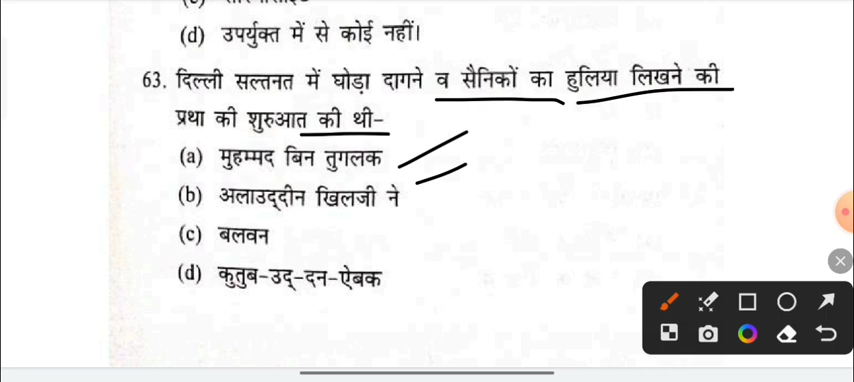 (d) उपर्युक्त में से कोई नहीं।
63. दिल्ली सल्तनत में घोड़ा दागने व सैनिकों का हुलिया लिखने की
प्रथा की शुरुआत की थी-
(a) मुहम्मद बिन तुगलक
(b) अलाउद्दीन खिलजी ने
(c) बलवन
(d) कुतुब-उद्-दन-ऐबक